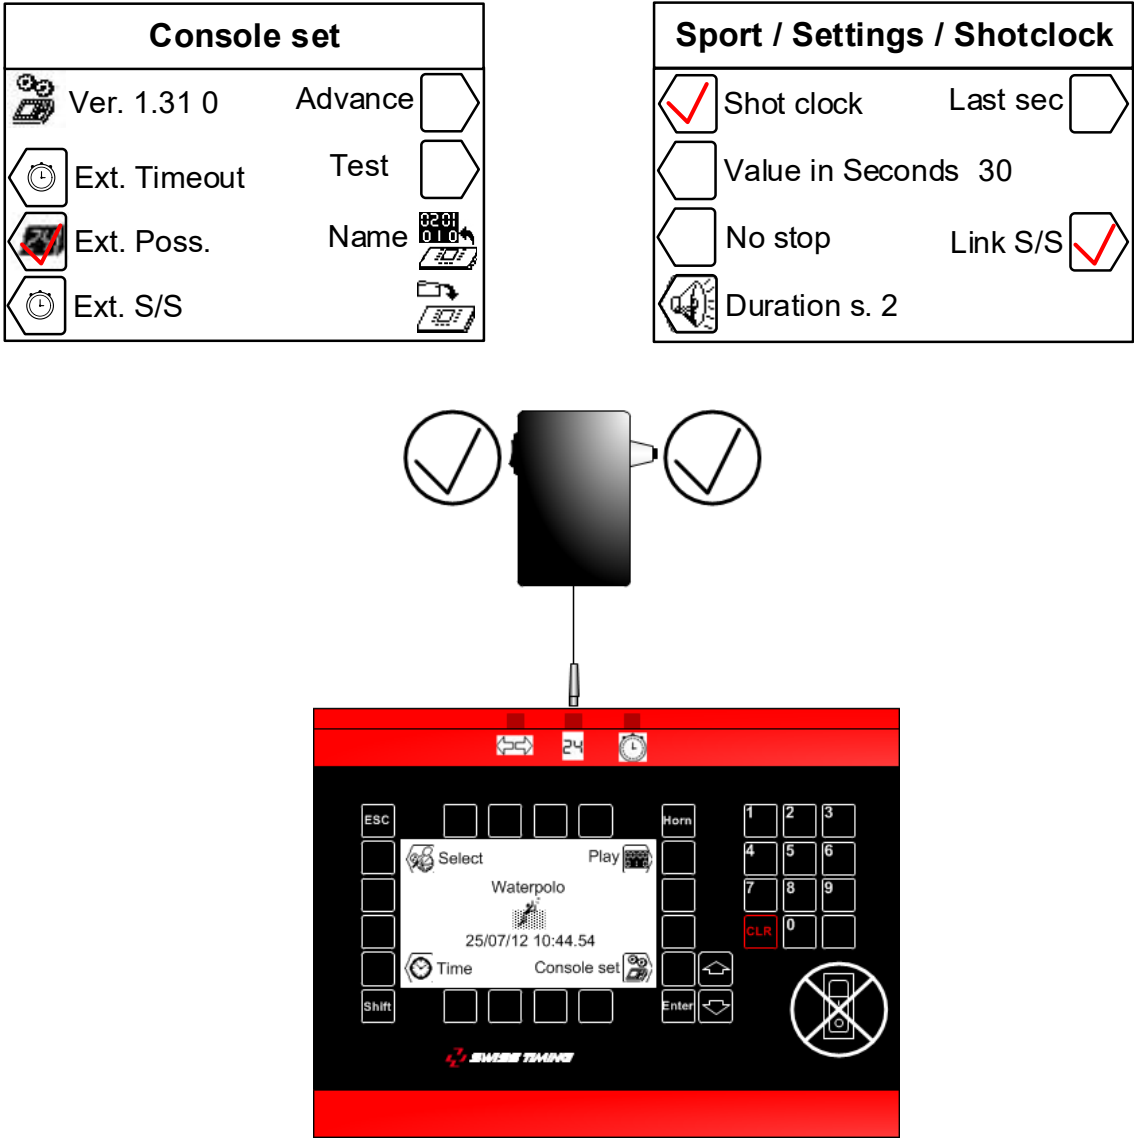 Console set
Ver. 1.31 0
Advance
Ext. Timeout
Test
Ext. Poss.
Name
Ext. S/S
Sport / Settings / Shotclock
Shot clock
Last sec
Value in Seconds 30
No stop
Link S/S
Duration s. 2
24
ESC
Horn
1 2 3
Select
Play
4 5 6
Waterpolo
7 8 9
25/07/12 10:44.54
CLR 0
Time
Console set
Shift
Enter
SWISS TIMING